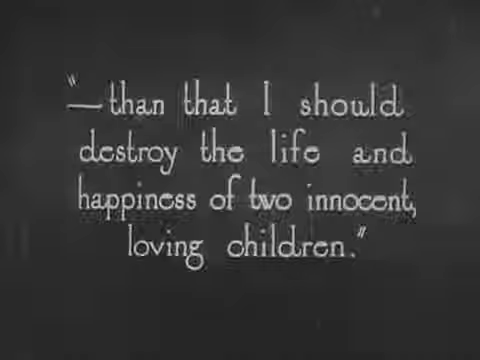 "—than that I should
destroy the life and
happiness of two innocent,
loving children."